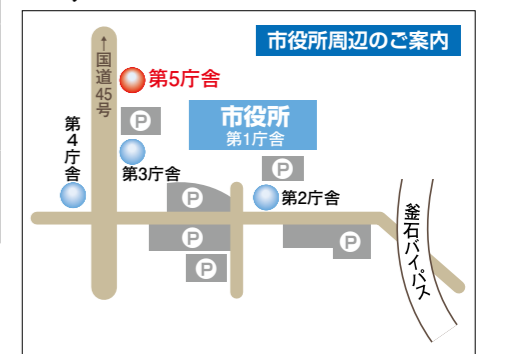 市役所周辺のご案内
↑国道45号
第5庁舎
P
市役所
第1庁舎
第4庁舎
第3庁舎
P
P
第2庁舎
P
P
P
P
釜石バイパス